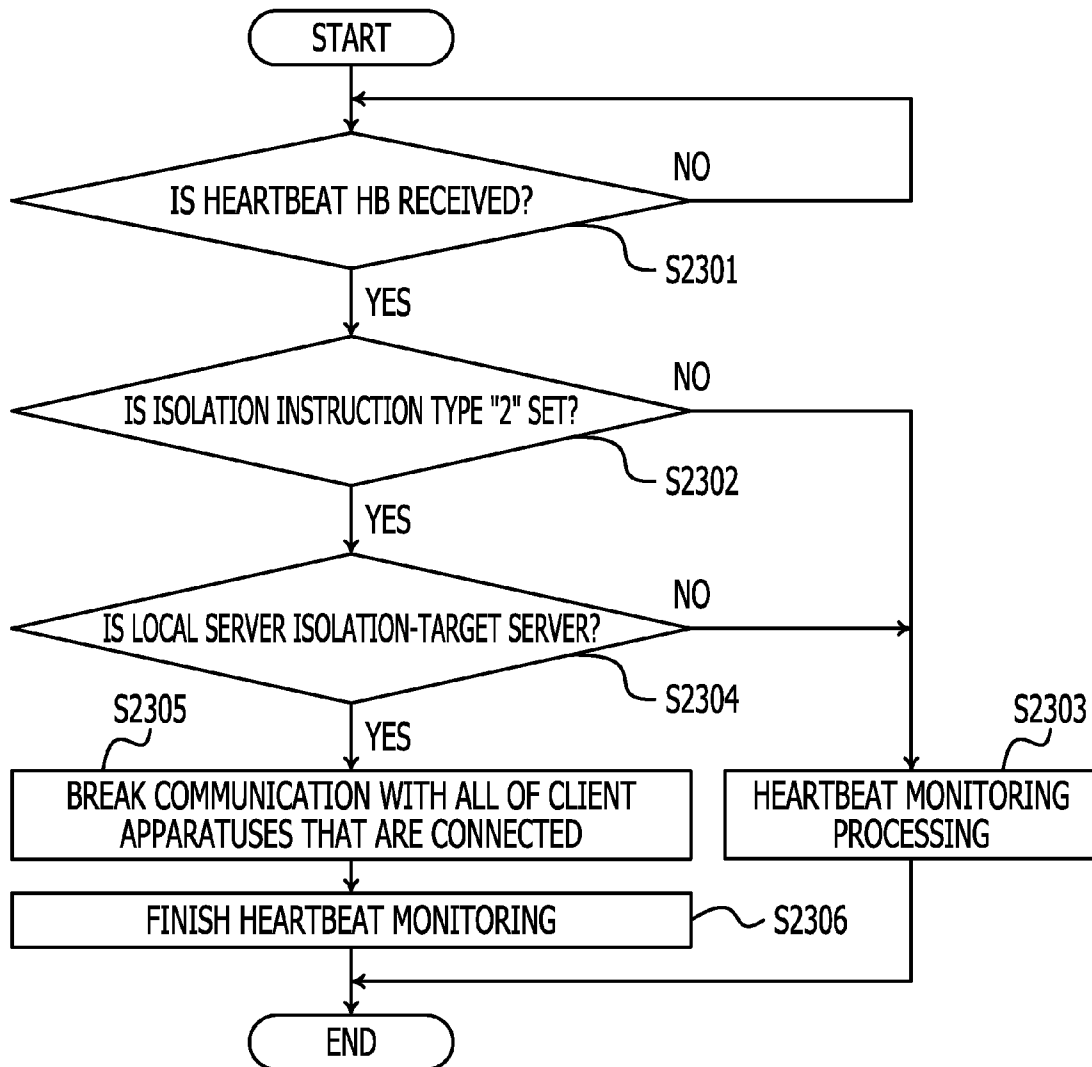 START
IS HEARTBEAT HB RECEIVED?
NO
S2301
YES
IS ISOLATION INSTRUCTION TYPE "2" SET?
NO
S2302
YES
IS LOCAL SERVER ISOLATION-TARGET SERVER?
NO
S2304
YES
S2305
BREAK COMMUNICATION WITH ALL OF CLIENT
APPARATUSES THAT ARE CONNECTED
S2303
HEARTBEAT MONITORING
PROCESSING
FINISH HEARTBEAT MONITORING
S2306
END